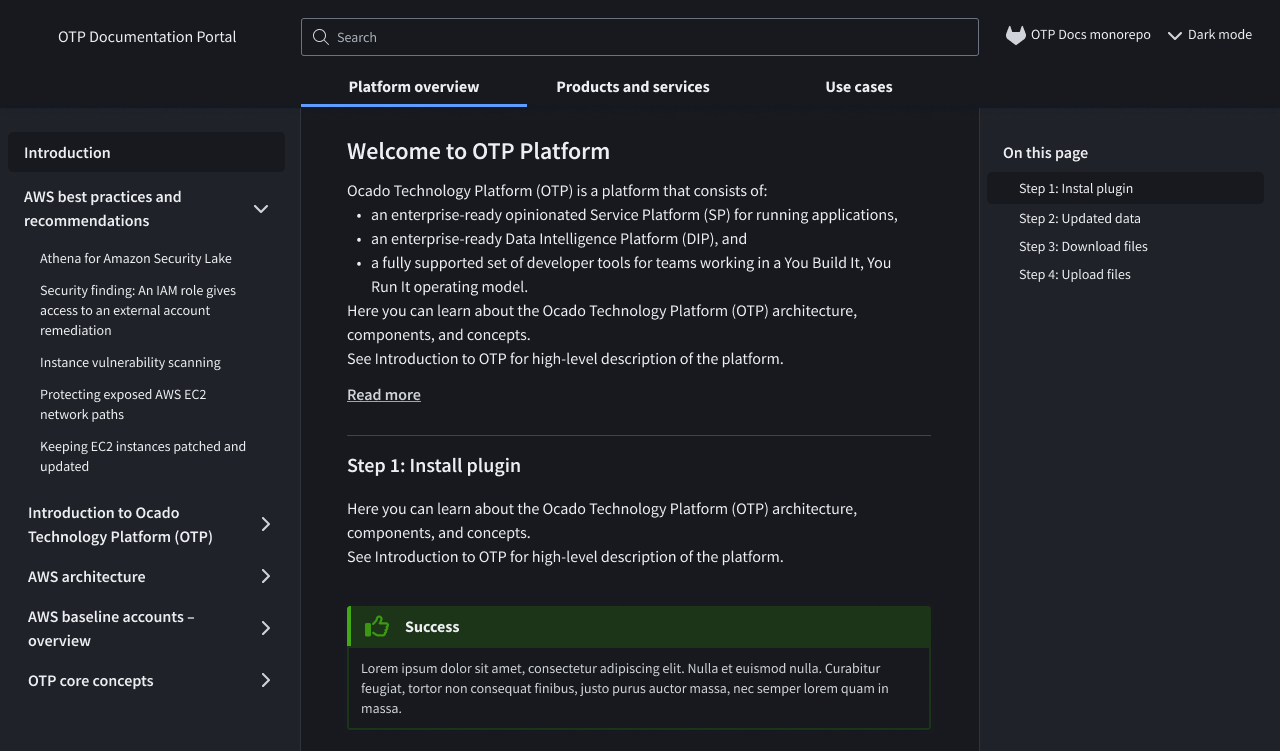 OTP Documentation Portal
Search
OTP Docs monorepo
Dark mode
Platform overview
Products and services
Use cases
Introduction
AWS best practices and
recommendations
Athena for Amazon Security Lake
Security finding: An IAM role gives
access to an external account
remediation
Instance vulnerability scanning
Protecting exposed AWS EC2
network paths
Keeping EC2 instances patched and
updated
Introduction to Ocado
Technology Platform (OTP)
AWS architecture
AWS baseline accounts –
overview
OTP core concepts
Welcome to OTP Platform
Ocado Technology Platform (OTP) is a platform that consists of:
• an enterprise-ready opinionated Service Platform (SP) for running applications,
• an enterprise-ready Data Intelligence Platform (DIP), and
• a fully supported set of developer tools for teams working in a You Build It, You
Run It operating model.
Here you can learn about the Ocado Technology Platform (OTP) architecture,
components, and concepts.
See Introduction to OTP for high-level description of the platform.
Read more
Step 1: Install plugin
Here you can learn about the Ocado Technology Platform (OTP) architecture,
components, and concepts.
See Introduction to OTP for high-level description of the platform.
Success
Lorem ipsum dolor sit amet, consectetur adipiscing elit. Nulla et euismod nulla. Curabitur
feugiat, tortor non consequat finibus, justo purus auctor massa, nec semper lorem quam in
massa.
On this page
Step 1: Instal plugin
Step 2: Updated data
Step 3: Download files
Step 4: Upload files